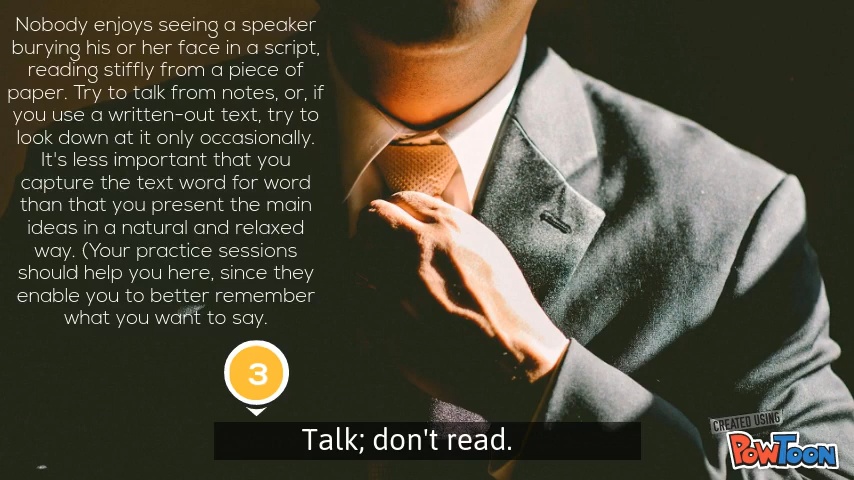 Nobody enjoys seeing a speaker
burying his or her face in a script,
reading stiffly from a piece of
paper. Try to talk from notes, or, if
you use a written-out text, try to
look down at it only occasionally.
It's less important that you
capture the text word for word
than that you present the main
ideas in a natural and relaxed
way. (Your practice sessions
should help you here, since they
enable you to better remember
what you want to say.
3
Talk; don't read.
CREATED USING
POWTOON